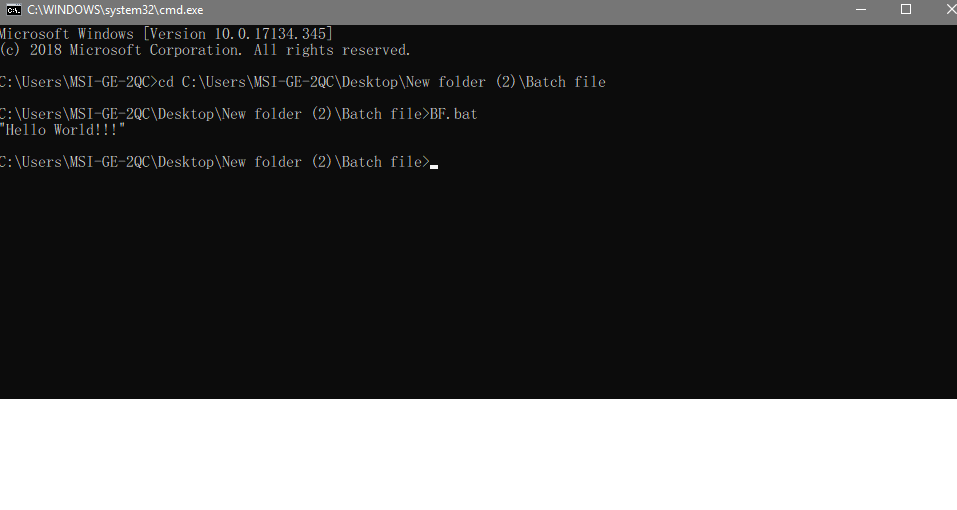 C:\WINDOWS\system32\cmd.exe
Microsoft Windows [Version 10.0.17134.345]
(c) 2018 Microsoft Corporation. All rights reserved.
C:\Users\MSI-GE-2QC>cd C:\Users\MSI-GE-2QC\Desktop\New folder (2)\Batch file
C:\Users\MSI-GE-2QC\Desktop\New folder (2)\Batch file>BF.bat
"Hello World!!!"
C:\Users\MSI-GE-2QC\Desktop\New folder (2)\Batch file>